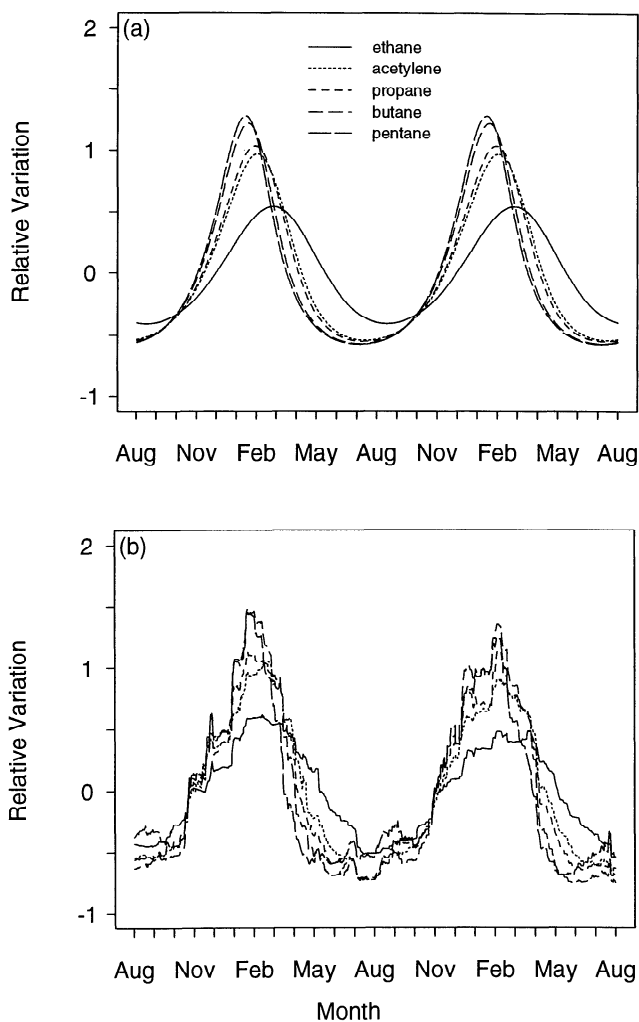 (a)
2
1
0
-1
Relative Variation
ethane
acetylene
propane
butane
pentane
Aug Nov Feb May Aug Nov Feb May Aug
(b)
2
1
0
-1
Relative Variation
Aug Nov Feb May Aug Nov Feb May Aug
Month